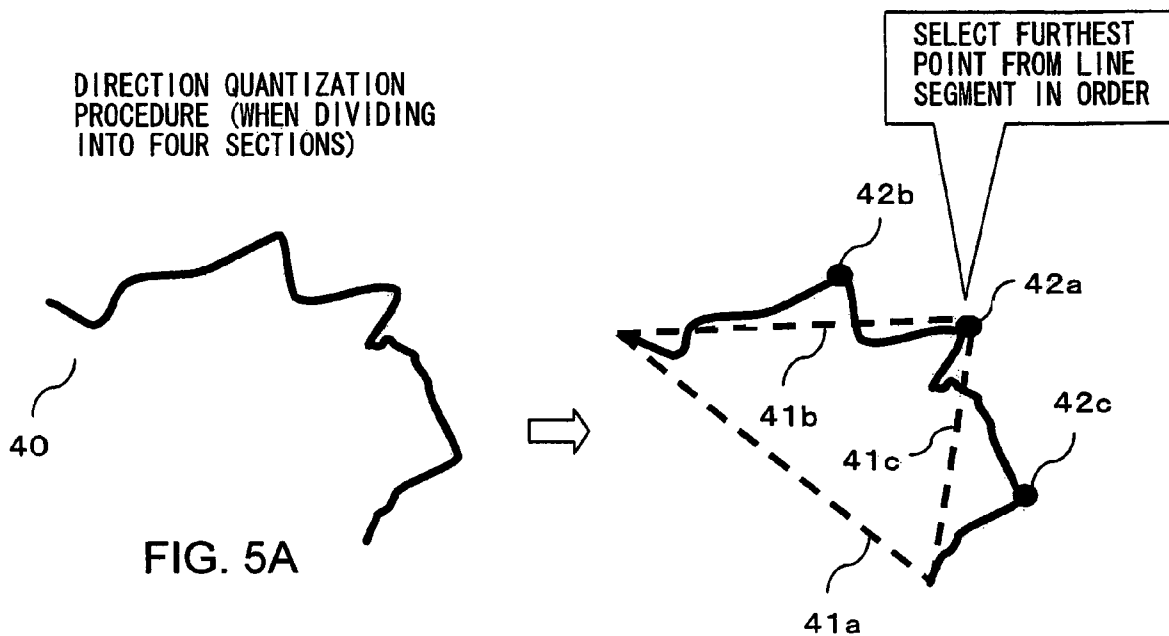 DIRECTION QUANTIZATION
PROCEDURE (WHEN DIVIDING
INTO FOUR SECTIONS)
SELECT FURTHEST
POINT FROM LINE
SEGMENT IN ORDER
42b
42a
40
41b
42c
41c
FIG. 5A
41a